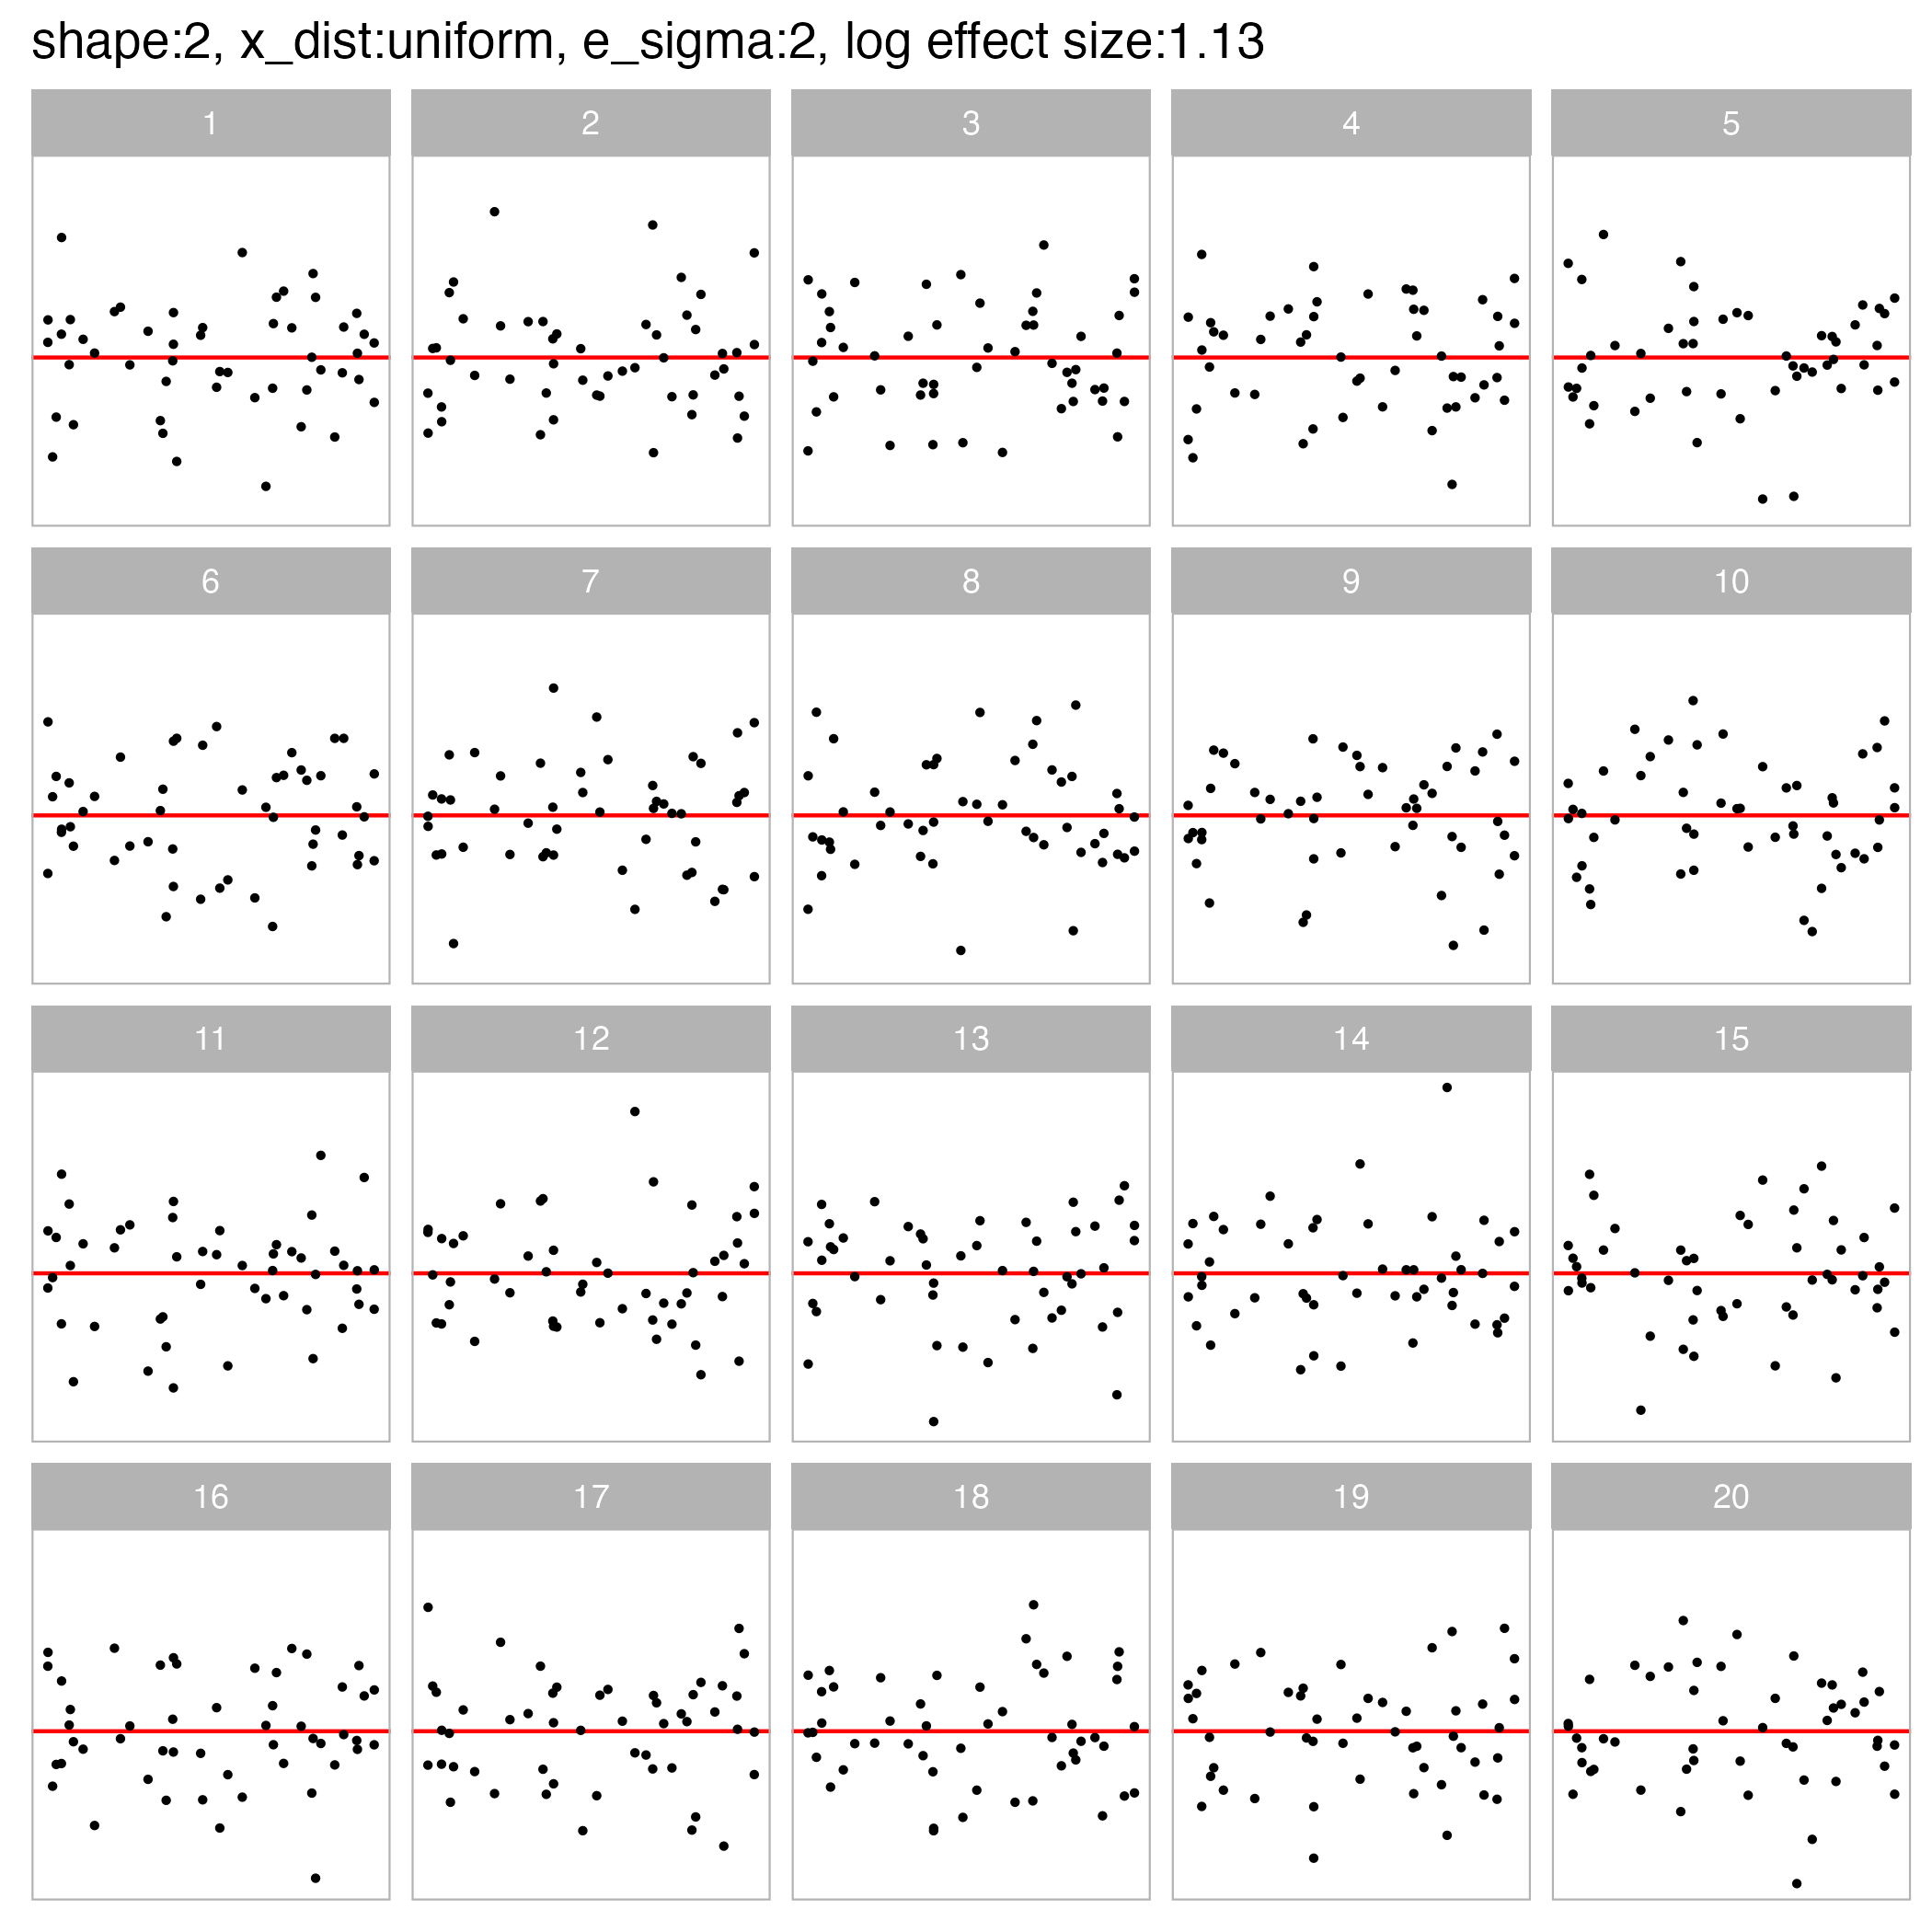 shape:2, x_dist:uniform, e_sigma:2, log effect size:1.13
1 2 3 4 5
6 7 8 9 10
11 12 13 14 15
16 17 18 19 20